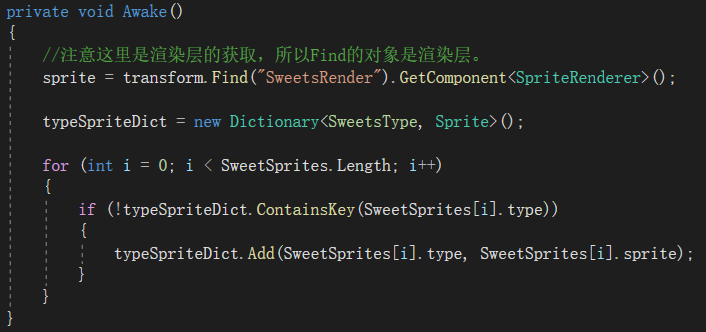 private void Awake()
{
//注意这里是渲染层的获取，所以Find的对象是渲染层。
sprite = transform.Find("SweetsRender").GetComponent<SpriteRenderer>();
typeSpriteDict = new Dictionary<SweetsType, Sprite>();
for (int i = 0; i < SweetSprites.Length; i++)
{
if (!typeSpriteDict.ContainsKey(SweetSprites[i].type))
{
typeSpriteDict.Add(SweetSprites[i].type, SweetSprites[i].sprite);
}
}
}